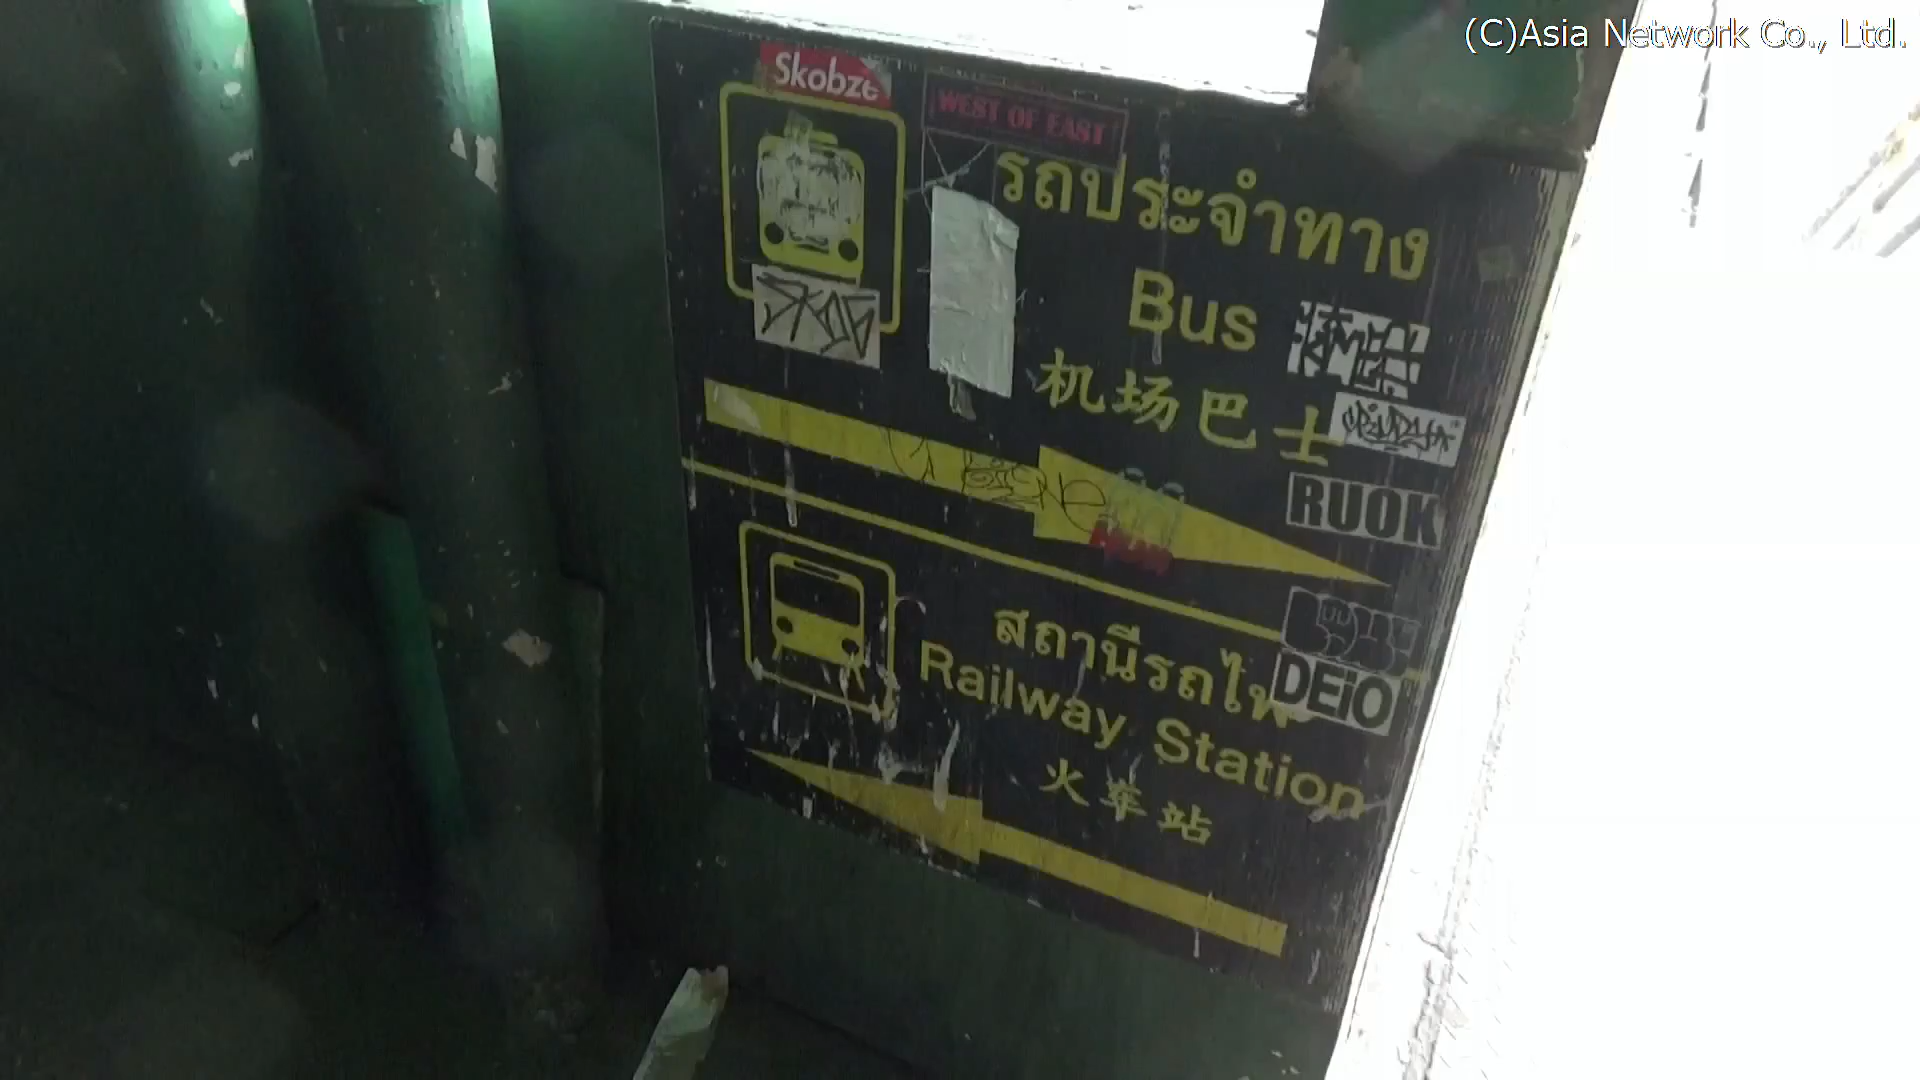 (C)Asia Network Co., Ltd.
Skobze
WEST OF EAST
รถประจำทาง
Bus
机场巴士
RUOK
สถานีรถไฟ
DEiO
Railway Station
火车站